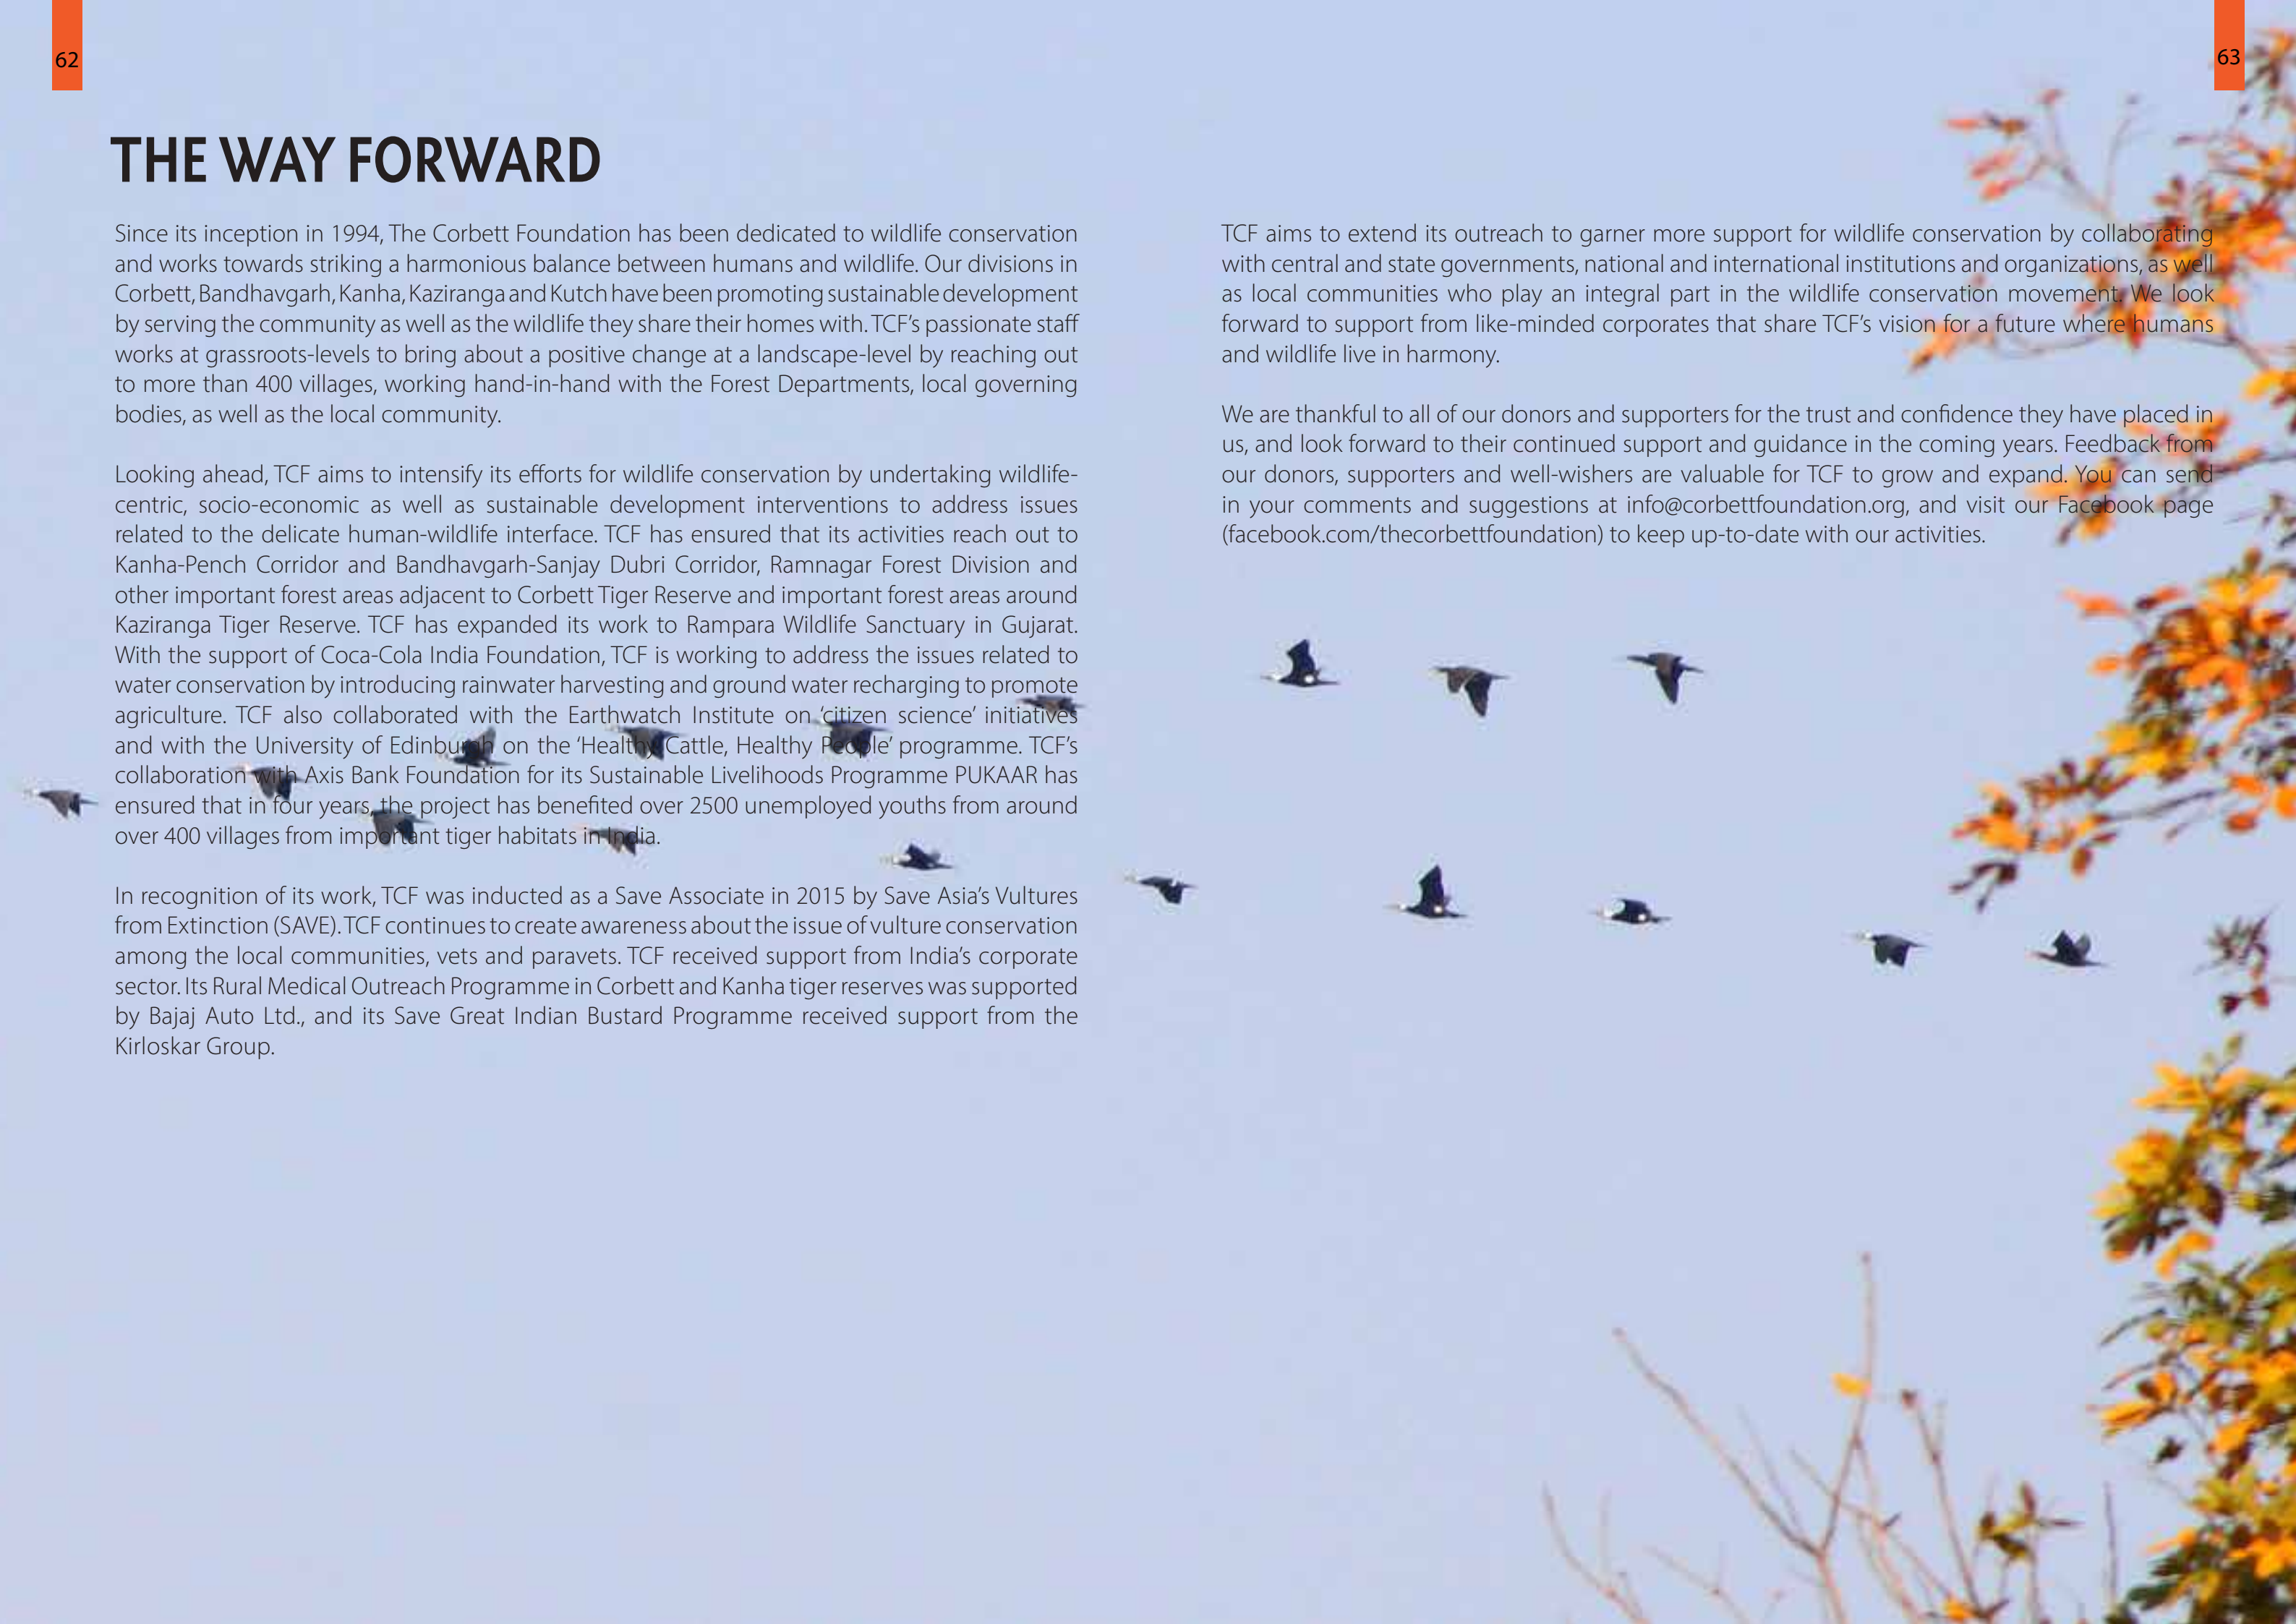 62
THE WAY FORWARD
Since its inception in 1994, The Corbett Foundation has been dedicated to wildlife conservation
and works towards striking a harmonious balance between humans and wildlife. Our divisions in
Corbett, Bandhavgarh, Kanha, Kaziranga and Kutch have been promoting sustainable development
by serving the community as well as the wildlife they share their homes with. TCF’s passionate staff
works at grassroots-levels to bring about a positive change at a landscape-level by reaching out
to more than 400 villages, working hand-in-hand with the Forest Departments, local governing
bodies, as well as the local community.
Looking ahead, TCF aims to intensify its efforts for wildlife conservation by undertaking wildlife-
centric, socio-economic as well as sustainable development interventions to address issues
related to the delicate human-wildlife interface. TCF has ensured that its activities reach out to
Kanha-Pench Corridor and Bandhavgarh-Sanjay Dubri Corridor, Ramnagar Forest Division and
other important forest areas adjacent to Corbett Tiger Reserve and important forest areas around
Kaziranga Tiger Reserve. TCF has expanded its work to Rampara Wildlife Sanctuary in Gujarat.
With the support of Coca-Cola India Foundation, TCF is working to address the issues related to
water conservation by introducing rainwater harvesting and ground water recharging to promote
agriculture. TCF also collaborated with the Earthwatch Institute on ‘citizen science’ initiatives
and with the University of Edinburgh on the ‘Healthy Cattle, Healthy People’ programme. TCF’s
collaboration with Axis Bank Foundation for its Sustainable Livelihoods Programme PUKAAR has
ensured that in four years, the project has benefited over 2500 unemployed youths from around
over 400 villages from important tiger habitats in India.
In recognition of its work, TCF was inducted as a Save Associate in 2015 by Save Asia’s Vultures
from Extinction (SAVE). TCF continues to create awareness about the issue of vulture conservation
among the local communities, vets and paravets. TCF received support from India’s corporate
sector. Its Rural Medical Outreach Programme in Corbett and Kanha tiger reserves was supported
by Bajaj Auto Ltd., and its Save Great Indian Bustard Programme received support from the
Kirloskar Group.
63
TCF aims to extend its outreach to garner more support for wildlife conservation by collaborating
with central and state governments, national and international institutions and organizations, as well
as local communities who play an integral part in the wildlife conservation movement. We look
forward to support from like-minded corporates that share TCF’s vision for a future where humans
and wildlife live in harmony.
We are thankful to all of our donors and supporters for the trust and confidence they have placed in
us, and look forward to their continued support and guidance in the coming years. Feedback from
our donors, supporters and well-wishers are valuable for TCF to grow and expand. You can send
in your comments and suggestions at info@corbettfoundation.org, and visit our Facebook page
(facebook.com/thecorbettfoundation) to keep up-to-date with our activities.